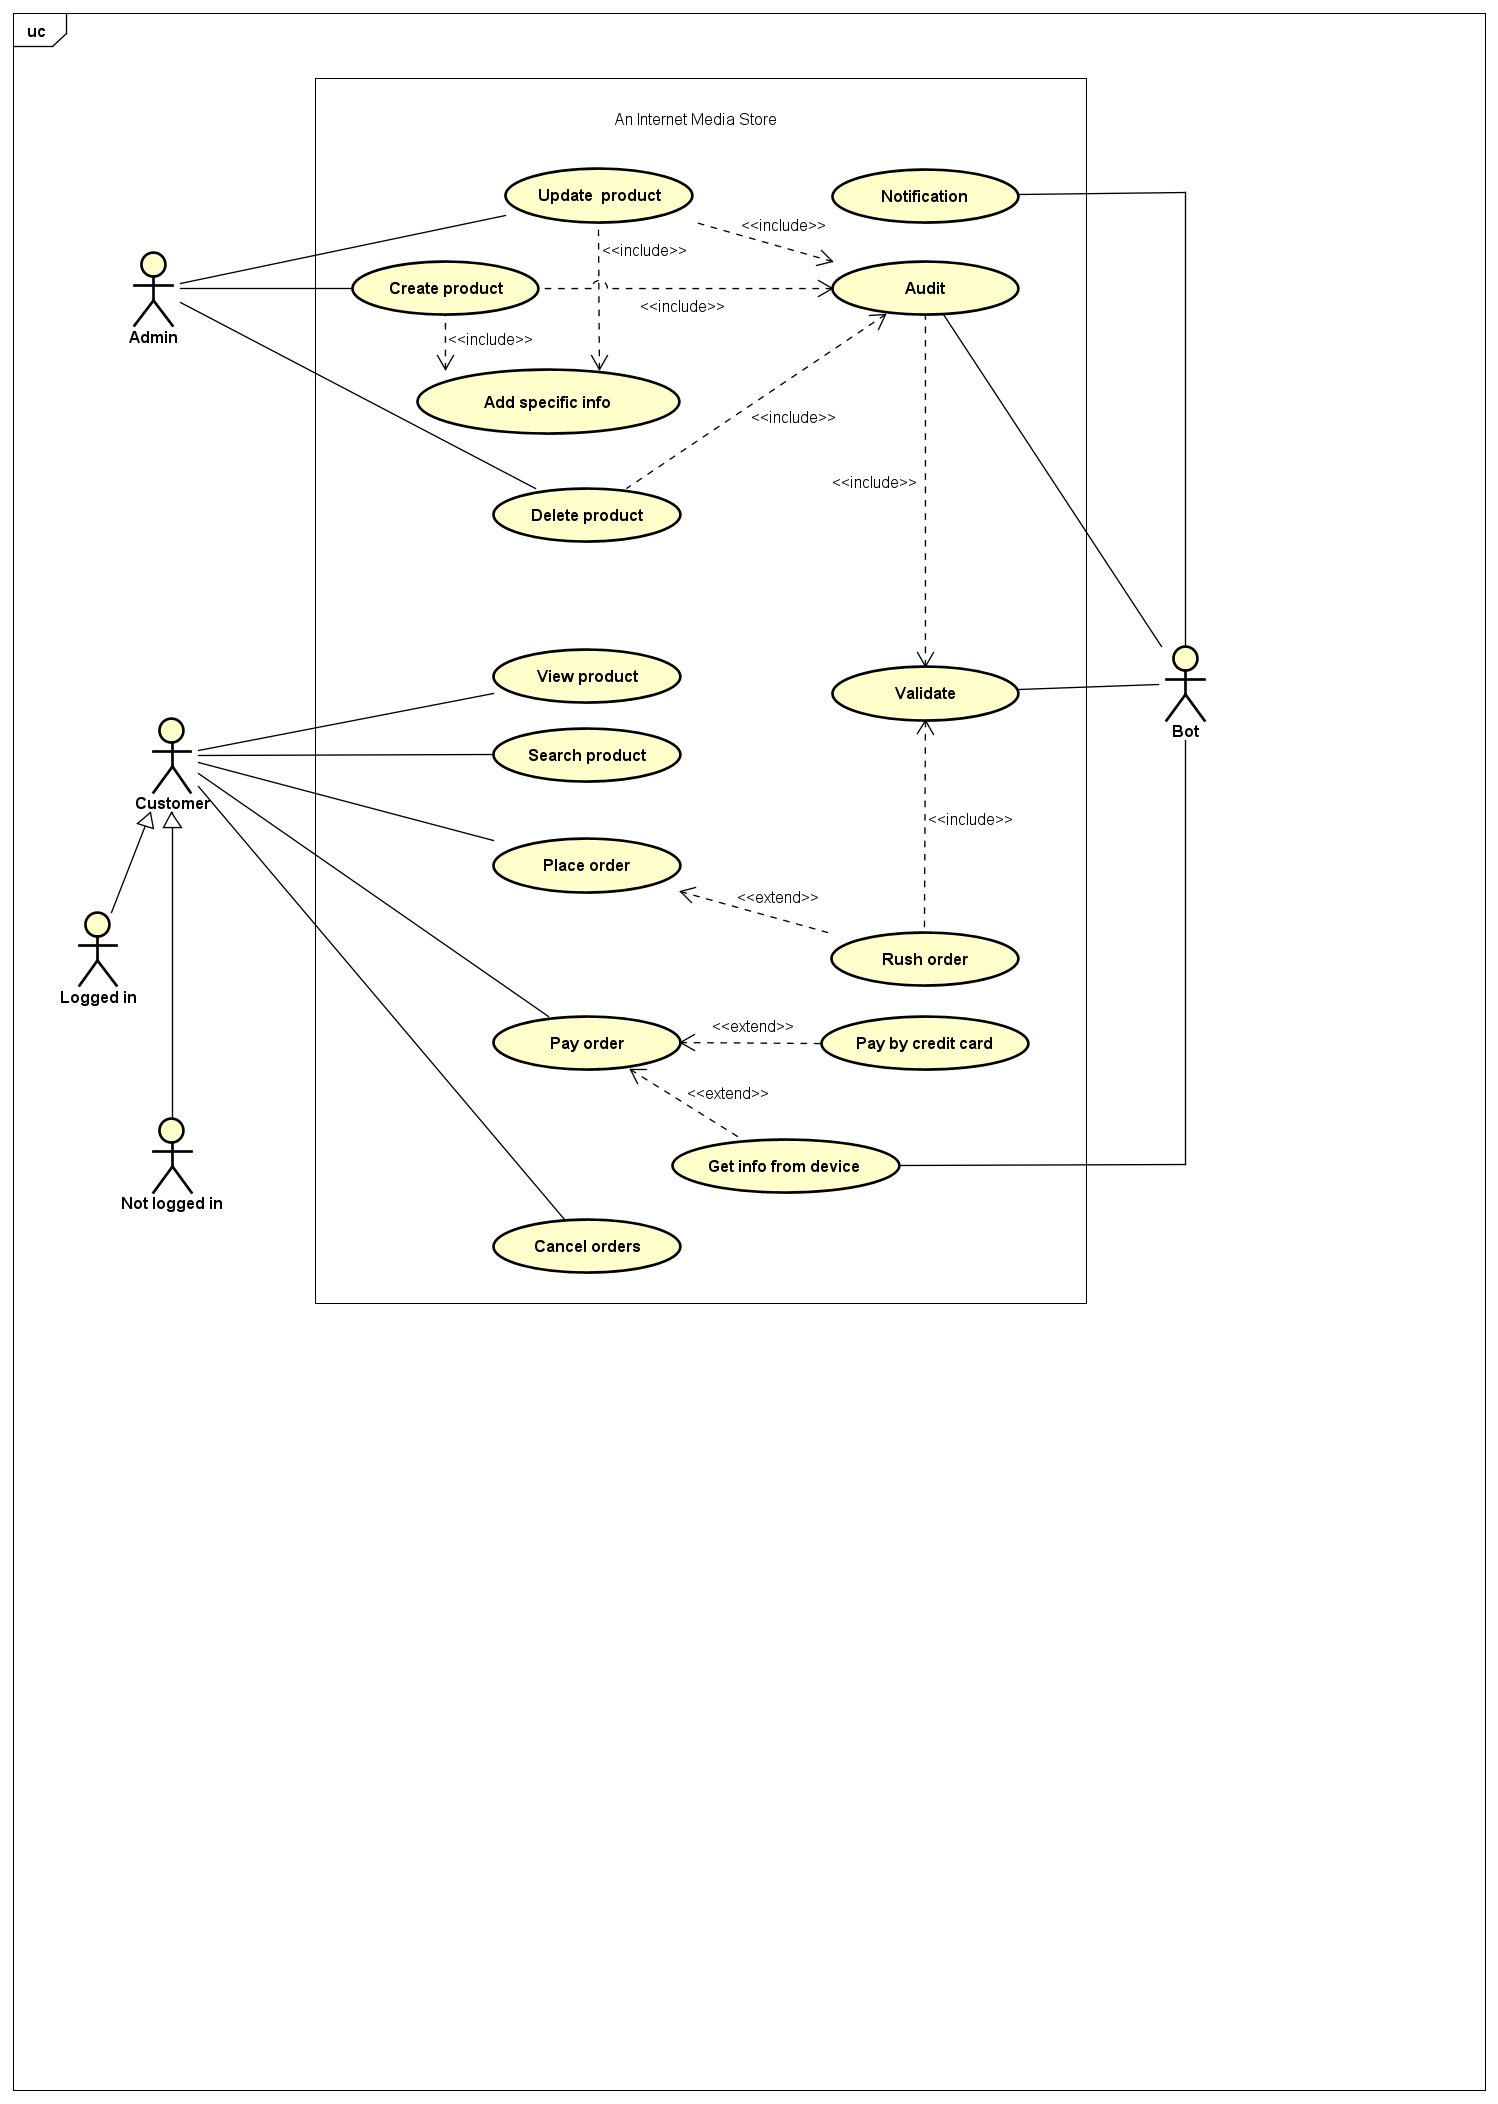 uc
An Internet Media Store
Update  product
Notification
<<include>>
<<include>>
Create product
Audit
<<include>>
Admin
<<include>>
Add specific info
<<include>>
<<include>>
Delete product
View product
Validate
Bot
Search product
Customer
<<include>>
Place order
<<extend>>
Rush order
Logged in
<<extend>>
Pay order
Pay by credit card
<<extend>>
Get info from device
Not logged in
Cancel orders